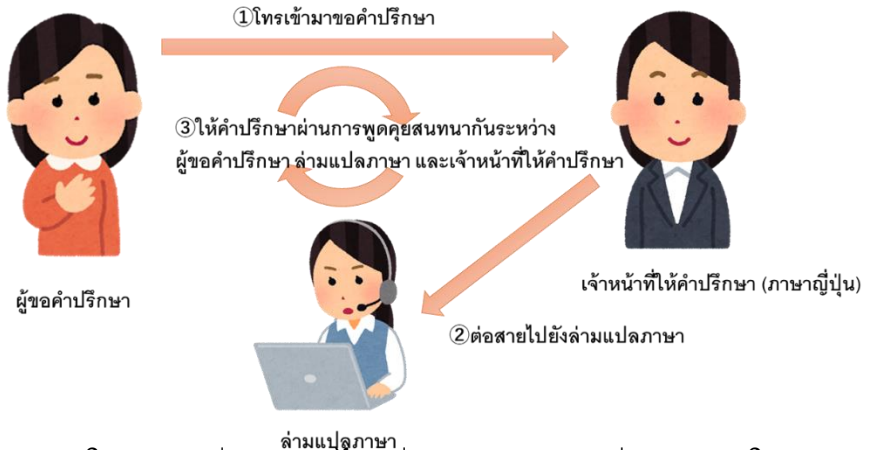 ①โทรเข้ามาขอคำปรึกษา
③ให้คำปรึกษาผ่านการพูดคุยสนทนากันระหว่าง
ผู้ขอคำปรึกษา ล่ามแปลภาษา และเจ้าหน้าที่ให้คำปรึกษา
ผู้ขอคำปรึกษา
เจ้าหน้าที่ให้คำปรึกษา (ภาษาญี่ปุ่น)
②ต่อสายไปยังล่ามแปลภาษา
ล่ามแปลภาษา